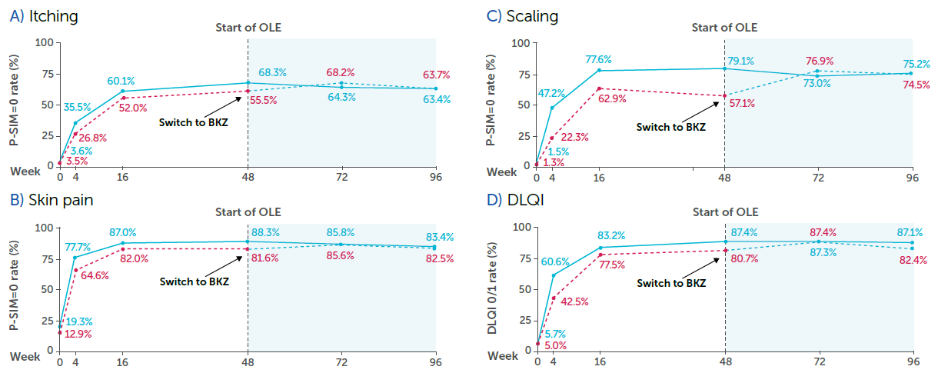 A) Itching
Start of OLE
P-SIM=0 rate (%)
100
75
50
25
0
3.5%
3.6%
35.5%
26.8%
60.1%
52.0%
68.3%
55.5%
Switch to BKZ
68.2%
64.3%
63.7%
63.4%
Week
0 4 16 48 72 96
C) Scaling
Start of OLE
P-SIM=0 rate (%)
100
75
50
25
0
1.5%
1.3%
47.2%
22.3%
77.6%
62.9%
79.1%
57.1%
Switch to BKZ
76.9%
73.0%
75.2%
74.5%
Week
0 4 16 48 72 96
B) Skin pain
Start of OLE
P-SIM=0 rate (%)
100
75
50
25
0
19.3%
12.9%
77.7%
64.6%
87.0%
82.0%
88.3%
81.6%
Switch to BKZ
85.8%
85.6%
83.4%
82.5%
Week
0 4 16 48 72 96
D) DLQI
Start of OLE
DLQI 0/1 rate (%)
100
75
50
25
0
5.7%
5.0%
60.6%
42.5%
83.2%
77.5%
87.4%
80.7%
Switch to BKZ
87.4%
87.3%
87.1%
82.4%
Week
0 4 16 48 72 96